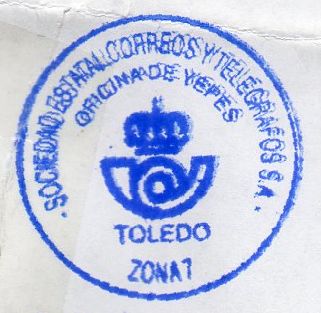 · SOCIEDAD ESTATAL CORREOS Y TELEGRAFOS S.A. ·
OFICINA DE YEPES
TOLEDO
ZONA 1